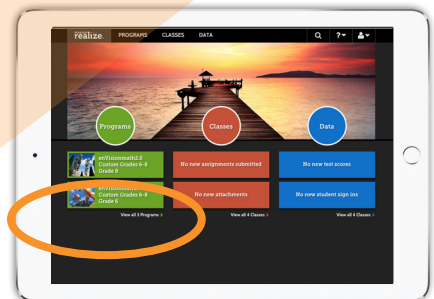 realize.
PROGRAMS CLASSES DATA ?
Programs Classes Data
enVisionmath2.0
Custom Grades 6-8
Grade 8
No new assignments submitted
No new test scores
Custom Grades 6-8
Grade 6
No new attachments
No new student sign ins
View all 3 Programs >
View all 4 Classes >
View all 4 Classes >